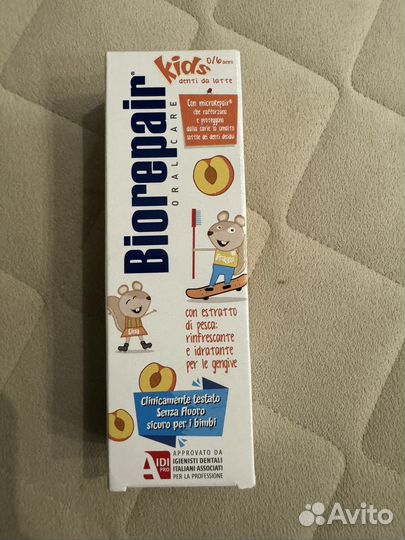 Kids 0/6 anni
denti da latte
Biorepair®
ORAL CARE
Con microRepair®
che rafforzano
e proteggono
dalla carie lo smalto
sottile dei denti decidui
con estratto
di pesca:
rinfrescante
e idratante
per le gengive
Clinicamente testato
Senza Fluoro
sicuro per i bimbi
AIDI
PRO
APPROVATO DA
IGIENISTI DENTALI
ITALIANI ASSOCIATI
PER LA PROFESSIONE
Avito